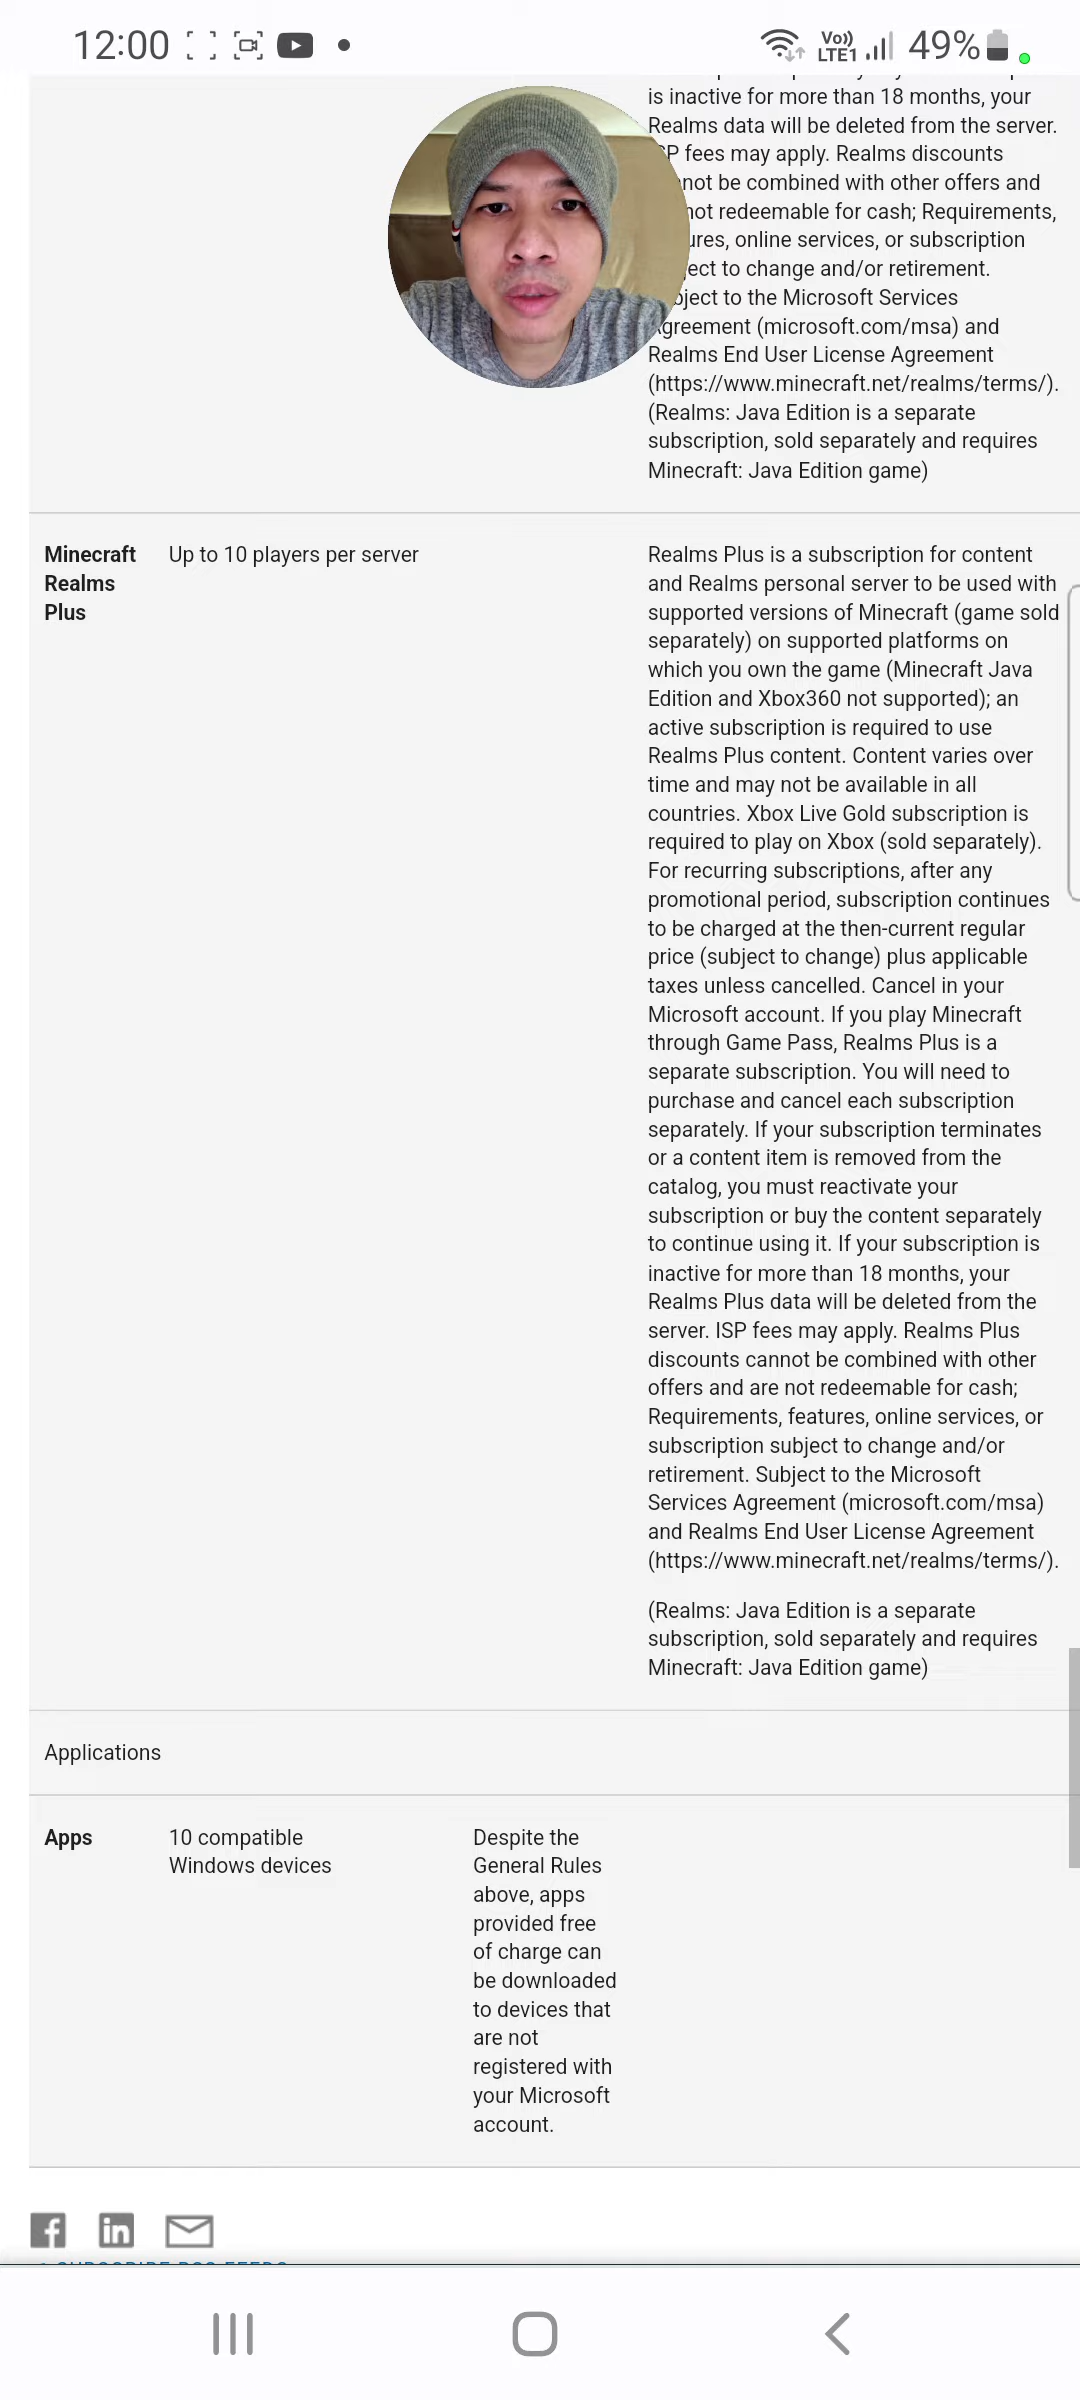 12:00
Vo))
LTE1
49%
is inactive for more than 18 months, your
Realms data will be deleted from the server.
fees may apply. Realms discounts
be combined with other offers and
redeemable for cash; Requirements,
online services, or subscription
to change and/or retirement.
to the Microsoft Services
Agreement (microsoft.com/msa) and
Realms End User License Agreement
(https://www.minecraft.net/realms/terms/).
(Realms: Java Edition is a separate
subscription, sold separately and requires
Minecraft: Java Edition game)
Minecraft
Realms
Plus
Up to 10 players per server
Realms Plus is a subscription for content
and Realms personal server to be used with
supported versions of Minecraft (game sold
separately) on supported platforms on
which you own the game (Minecraft Java
Edition and Xbox360 not supported); an
active subscription is required to use
Realms Plus content. Content varies over
time and may not be available in all
countries. Xbox Live Gold subscription is
required to play on Xbox (sold separately).
For recurring subscriptions, after any
promotional period, subscription continues
to be charged at the then-current regular
price (subject to change) plus applicable
taxes unless cancelled. Cancel in your
Microsoft account. If you play Minecraft
through Game Pass, Realms Plus is a
separate subscription. You will need to
purchase and cancel each subscription
separately. If your subscription terminates
or a content item is removed from the
catalog, you must reactivate your
subscription or buy the content separately
to continue using it. If your subscription is
inactive for more than 18 months, your
Realms Plus data will be deleted from the
server. ISP fees may apply. Realms Plus
discounts cannot be combined with other
offers and are not redeemable for cash;
Requirements, features, online services, or
subscription subject to change and/or
retirement. Subject to the Microsoft
Services Agreement (microsoft.com/msa)
and Realms End User License Agreement
(https://www.minecraft.net/realms/terms/).
(Realms: Java Edition is a separate
subscription, sold separately and requires
Minecraft: Java Edition game)
Applications
Apps
10 compatible
Windows devices
Despite the
General Rules
above, apps
provided free
of charge can
be downloaded
to devices that
are not
registered with
your Microsoft
account.